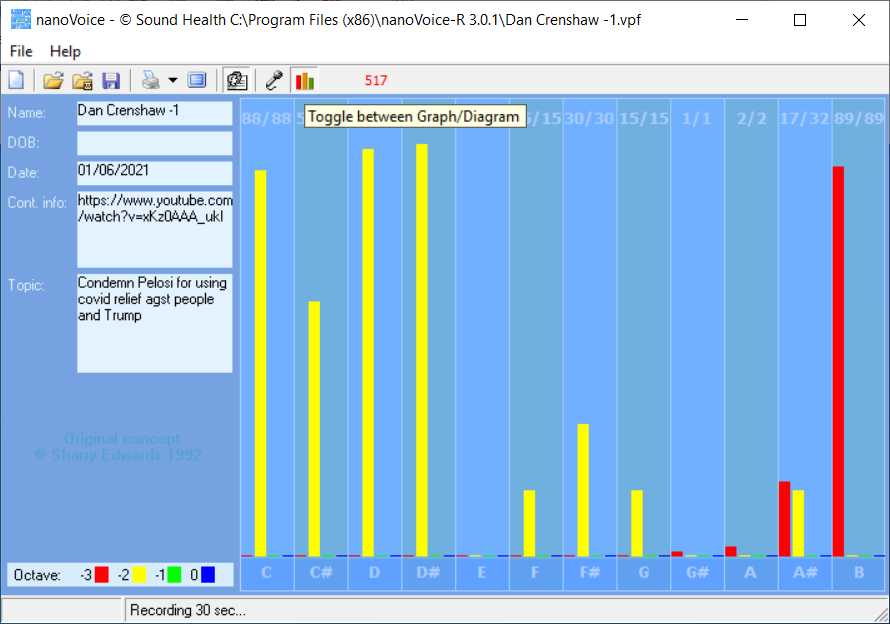 nanoVoice - © Sound Health C:\Program Files (x86)\nanoVoice-R 3.0.1\Dan Crenshaw -1.vpf
File Help
517
Name: Dan Crenshaw -1
DOB:
Date: 01/06/2021
Cont. info: https://www.youtube.com
/watch?v=xKz0AAA_ukI
Topic: Condemn Pelosi for using
covid relief agst people
and Trump
Original concept
© Sharry Edwards 1992
Octave: -3 -2 -1 0
Toggle between Graph/Diagram
88/88 /15 30/30 15/15 1/1 2/2 17/32 89/89
C C# D D# E F F# G G# A A# B
Recording 30 sec...